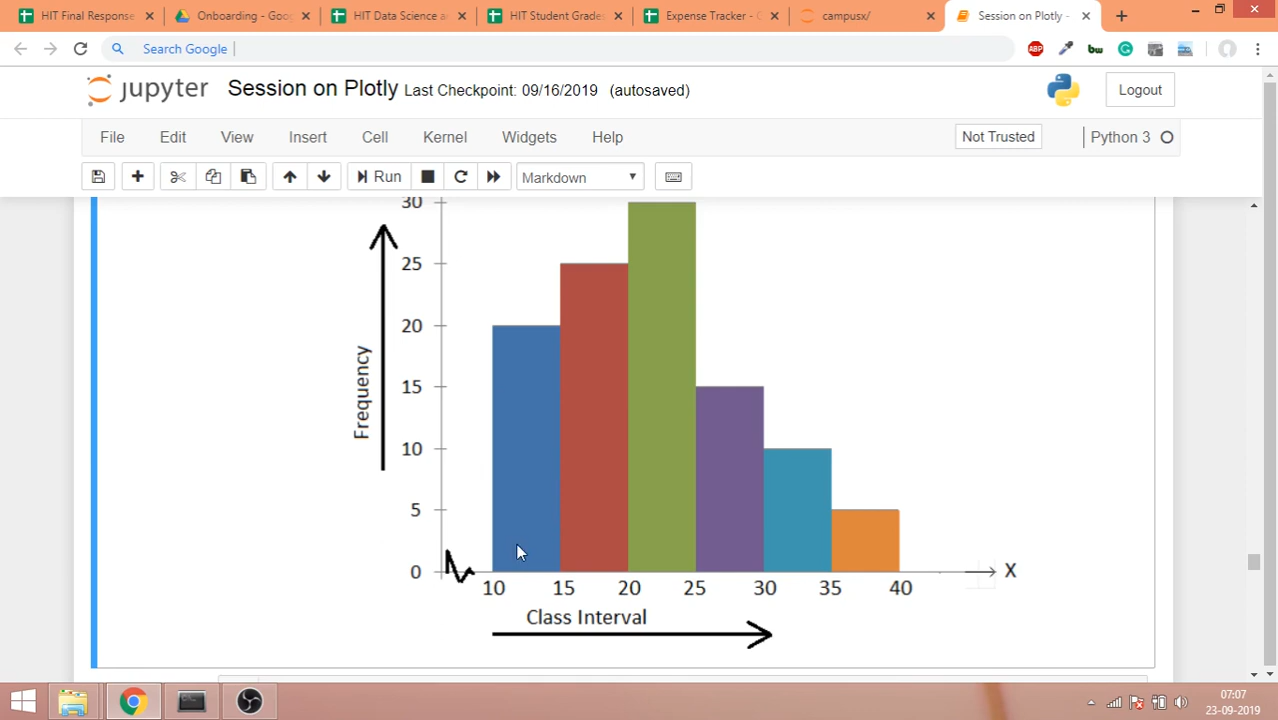 HIT Final Response
Onboarding - Goo
HIT Data Science a
HIT Student Grade
Expense Tracker - G
campusx/
Session on Plotly -
Search Google
ABP
bw
jupyter
Session on Plotly Last Checkpoint: 09/16/2019 (autosaved)
Logout
File Edit View Insert Cell Kernel Widgets Help
Not Trusted
Python 3
Run
Markdown
30
25
20
15
10
5
0
Frequency
10 15 20 25 30 35 40
X
Class Interval
07:07
23-09-2019